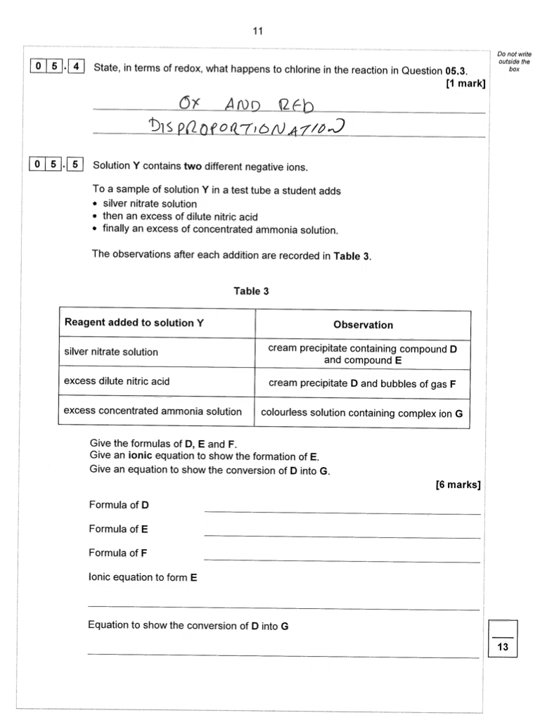 11
Do not write
outside the
box
0 5 . 4 State, in terms of redox, what happens to chlorine in the reaction in Question 05.3.
[1 mark]
OX AND RED
DISPROPORTIONATION
0 5 . 5 Solution Y contains two different negative ions.
To a sample of solution Y in a test tube a student adds
• silver nitrate solution
• then an excess of dilute nitric acid
• finally an excess of concentrated ammonia solution.
The observations after each addition are recorded in Table 3.
Table 3
Reagent added to solution Y Observation
silver nitrate solution cream precipitate containing compound D
and compound E
excess dilute nitric acid cream precipitate D and bubbles of gas F
excess concentrated ammonia solution colourless solution containing complex ion G
Give the formulas of D, E and F.
Give an ionic equation to show the formation of E.
Give an equation to show the conversion of D into G.
[6 marks]
Formula of D
Formula of E
Formula of F
Ionic equation to form E
Equation to show the conversion of D into G
13